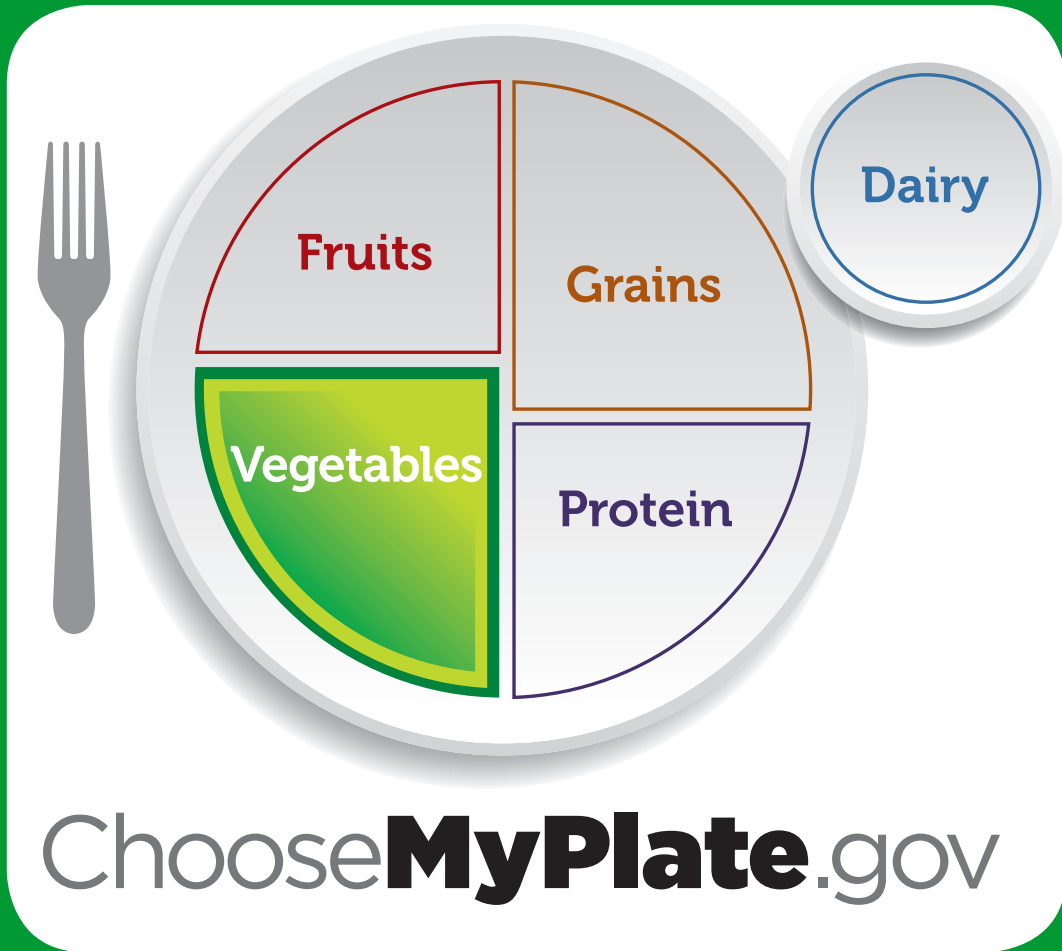 Fruits
Grains
Dairy
Vegetables
Protein
ChooseMyPlate.gov